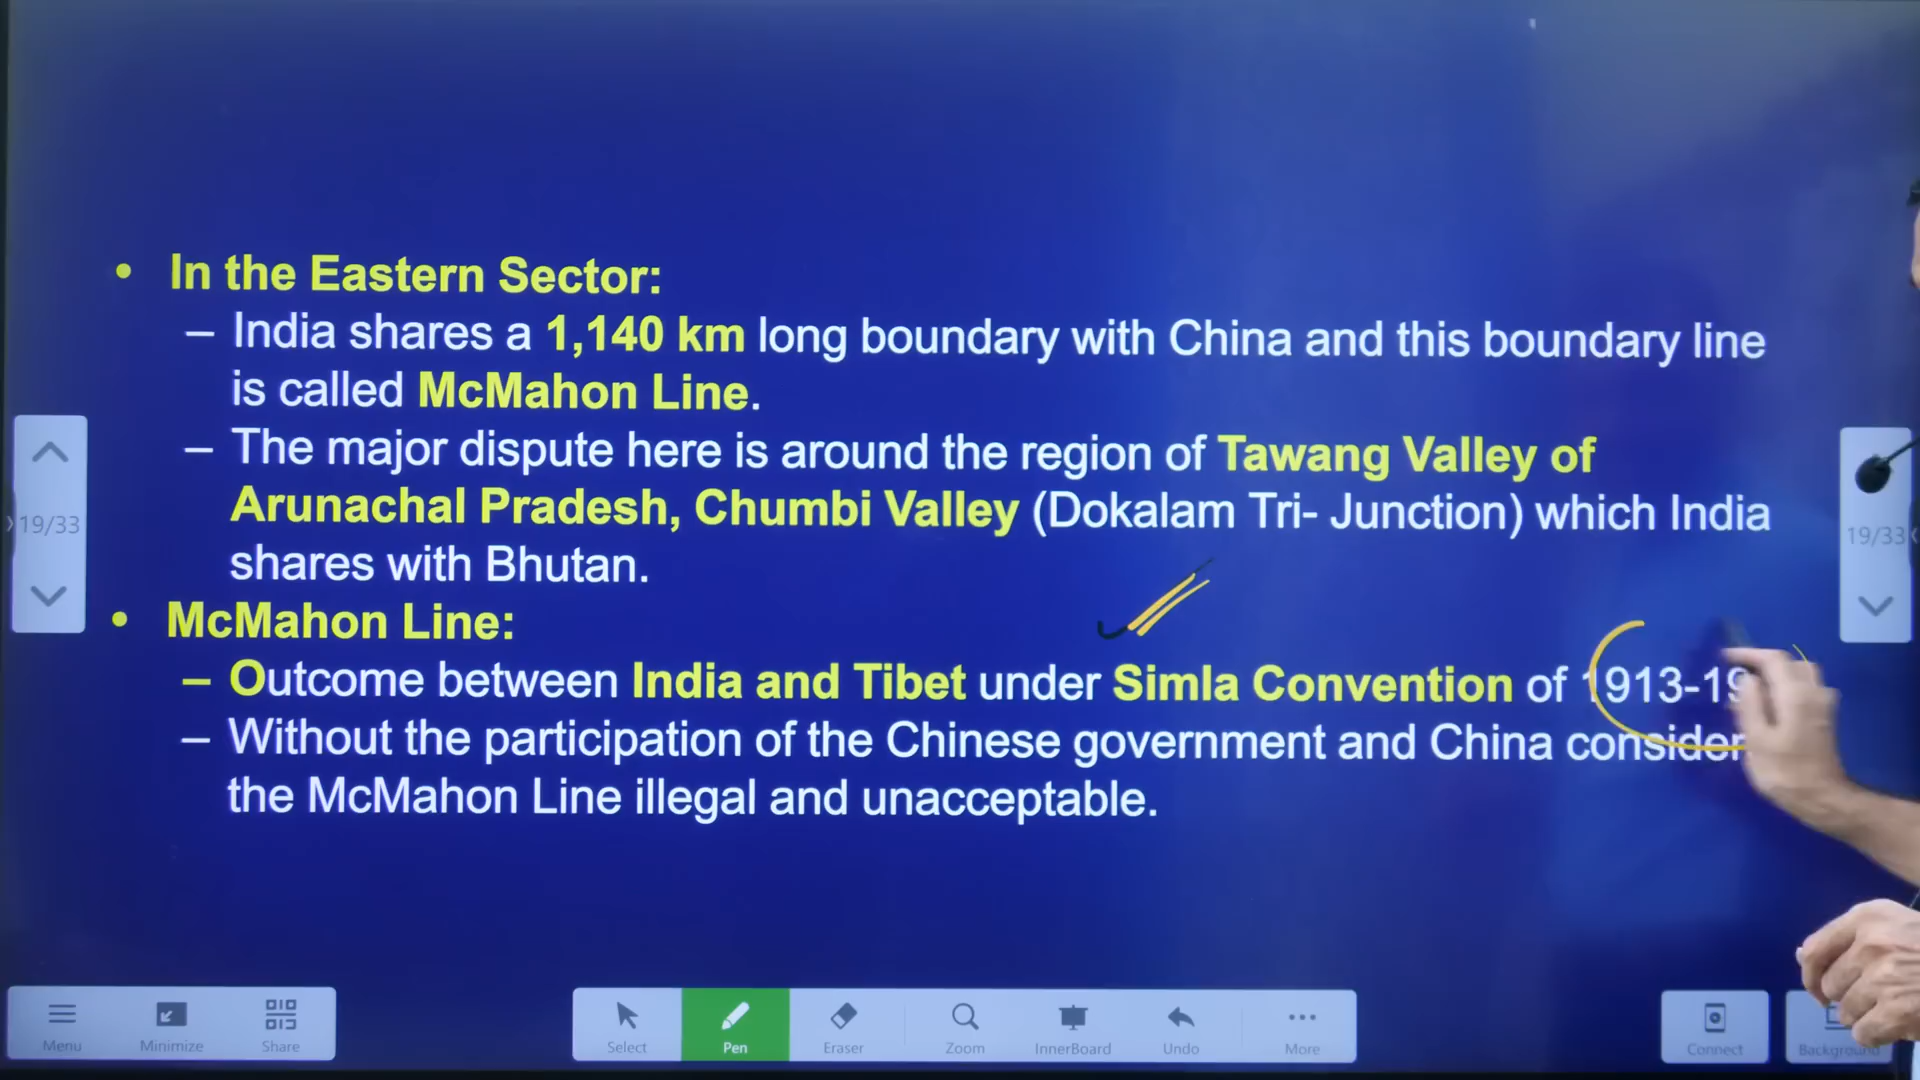 • In the Eastern Sector:
– India shares a 1,140 km long boundary with China and this boundary line
is called McMahon Line.
– The major dispute here is around the region of Tawang Valley of
Arunachal Pradesh, Chumbi Valley (Dokalam Tri- Junction) which India
shares with Bhutan.
• McMahon Line:
– Outcome between India and Tibet under Simla Convention of 1913-19
– Without the participation of the Chinese government and China consider
the McMahon Line illegal and unacceptable.
19/33
19/33
Menu Minimize Share
Select Pen Eraser Zoom InnerBoard Undo More
Connect Background